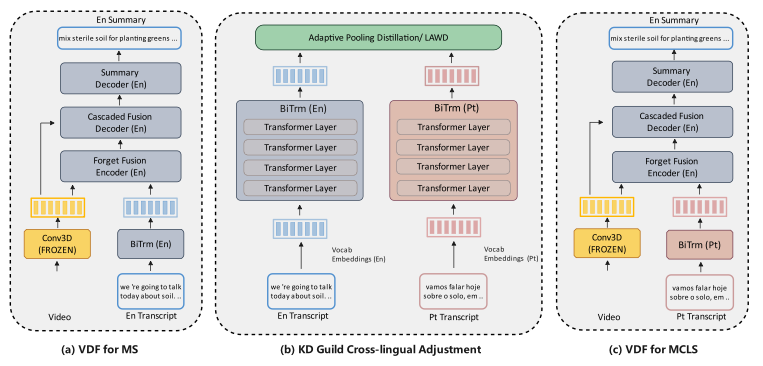 En Summary
mix sterile soil for planting greens ...
Summary
Decoder (En)
Cascaded Fusion
Decoder (En)
Forget Fusion
Encoder (En)
Conv3D
(FROZEN)
BiTrm (En)
we 're going to talk
today about soil. ..
Video
En Transcript
(a) VDF for MS
Adaptive Pooling Distillation/ LAWD
BiTrm (En)
Transformer Layer
Transformer Layer
Transformer Layer
Transformer Layer
BiTrm (Pt)
Transformer Layer
Transformer Layer
Transformer Layer
Transformer Layer
Vocab
Embeddings (En)
Vocab
Embeddings (Pt)
we 're going to talk
today about soil. ..
vamos falar hoje
sobre o solo, em ..
En Transcript
Pt Transcript
(b) KD Guild Cross-lingual Adjustment
En Summary
mix sterile soil for planting greens ...
Summary
Decoder (En)
Cascaded Fusion
Decoder (En)
Forget Fusion
Encoder (En)
Conv3D
(FROZEN)
BiTrm (Pt)
vamos falar hoje
sobre o solo, em ..
Video
Pt Transcript
(c) VDF for MCLS